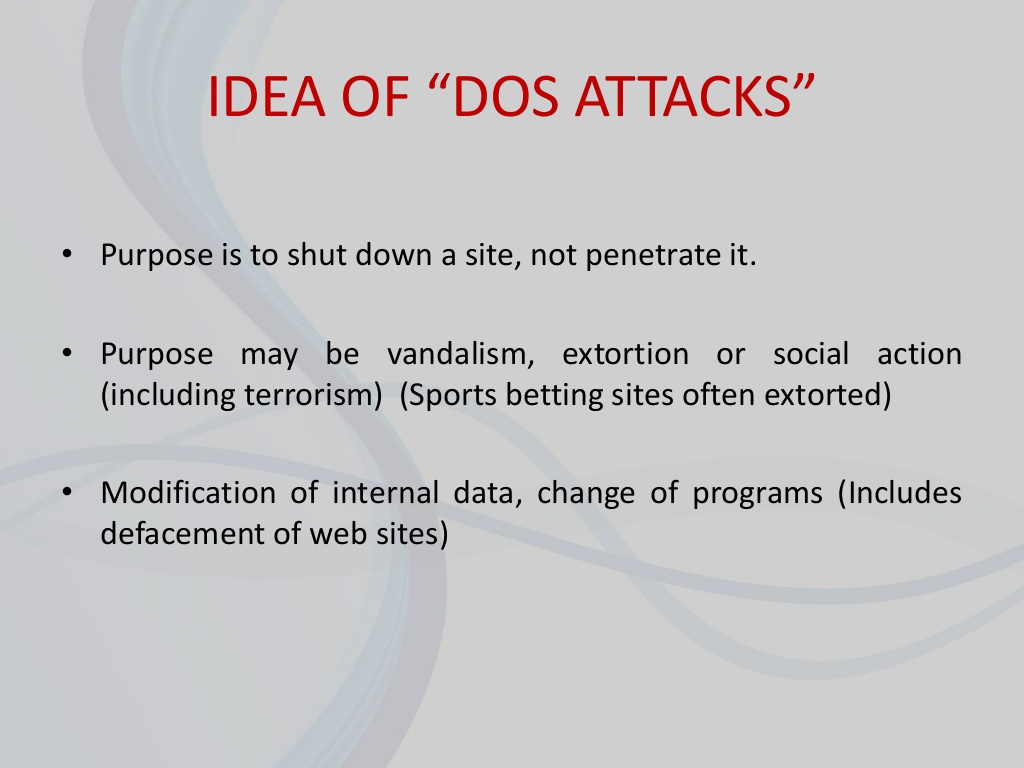 IDEA OF “DOS ATTACKS”
• Purpose is to shut down a site, not penetrate it.
• Purpose may be vandalism, extortion or social action
(including terrorism) (Sports betting sites often extorted)
• Modification of internal data, change of programs (Includes
defacement of web sites)